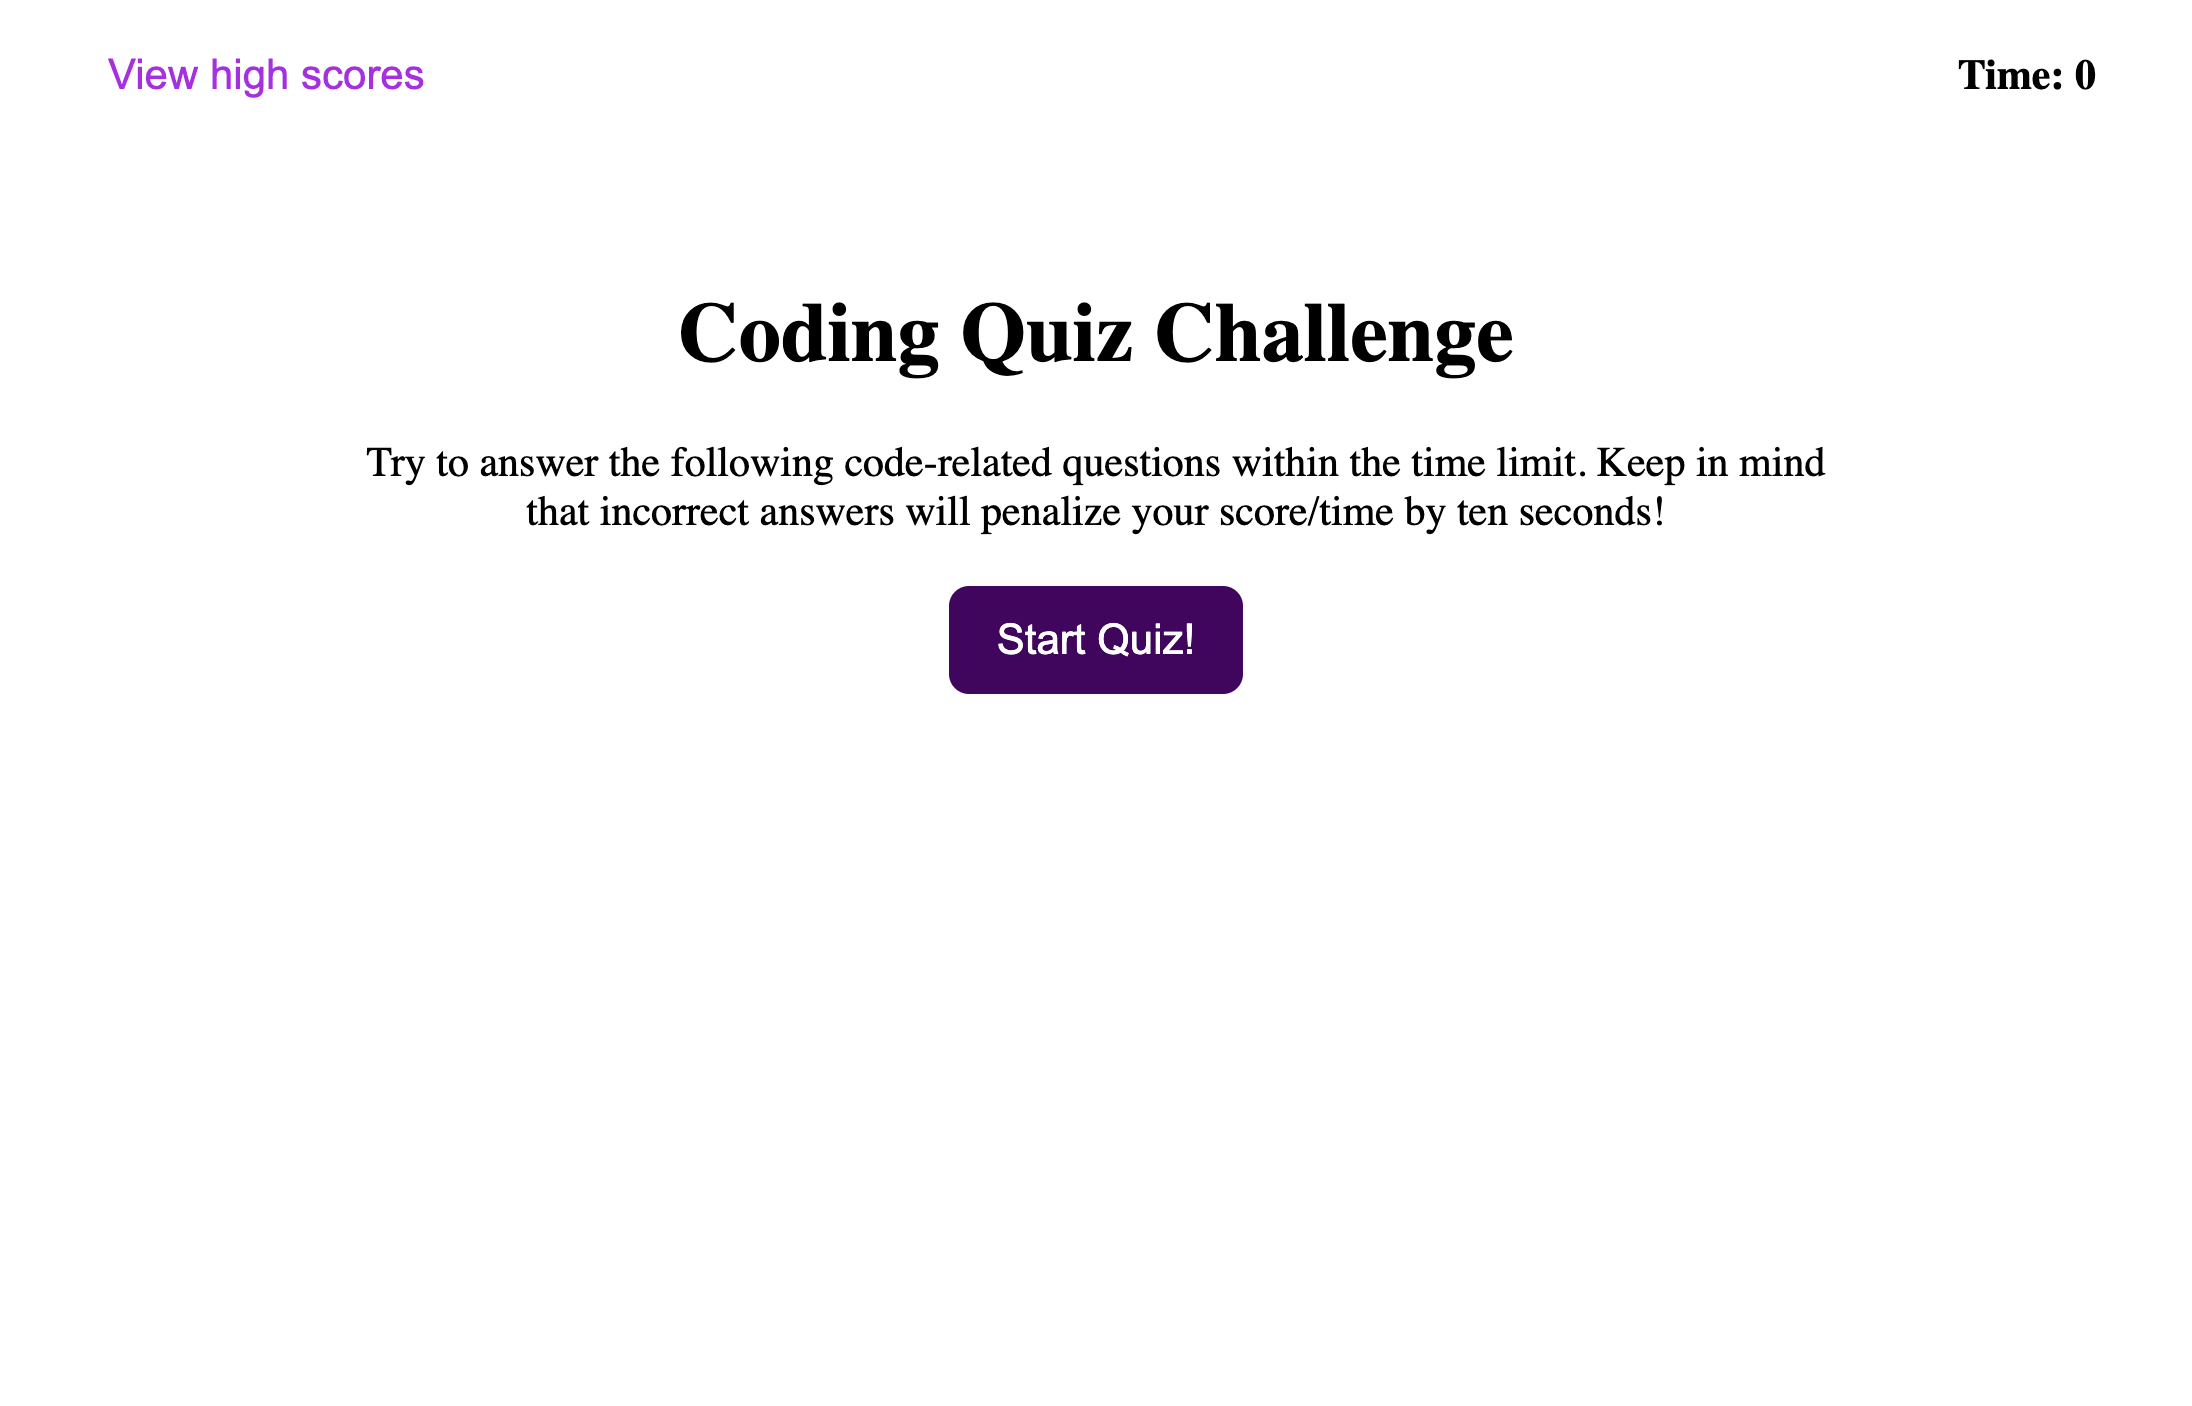 View high scores
Time: 0
Coding Quiz Challenge
Try to answer the following code-related questions within the time limit. Keep in mind
that incorrect answers will penalize your score/time by ten seconds!
Start Quiz!